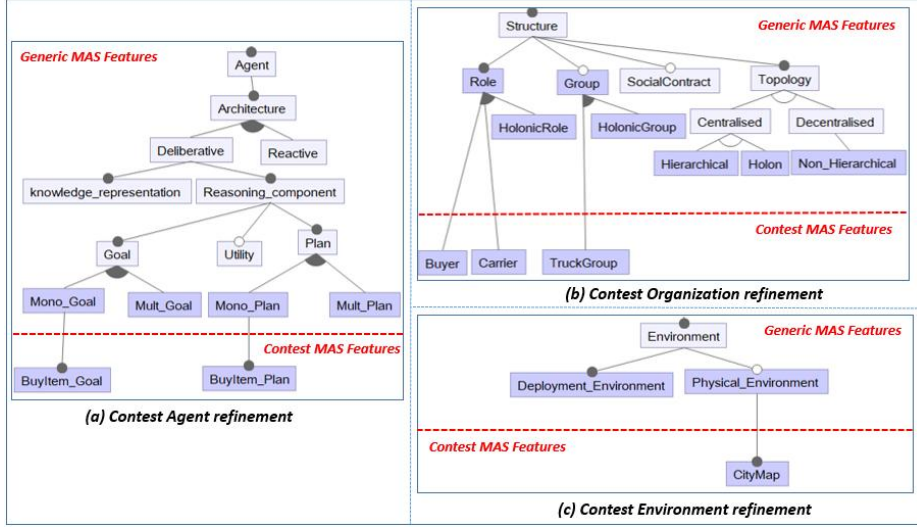 Generic MAS Features
Agent
Architecture
Deliberative
Reactive
knowledge_representation
Reasoning_component
Goal
Utility
Plan
Mono_Goal
Mult_Goal
Mono_Plan
Mult_Plan
Contest MAS Features
BuyItem_Goal
BuyItem_Plan
(a) Contest Agent refinement
Structure
Generic MAS Features
Role
Group
SocialContract
Topology
HolonicRole
HolonicGroup
Centralised
Decentralised
Hierarchical
Holon
Non_Hierarchical
Contest MAS Features
Buyer
Carrier
TruckGroup
(b) Contest Organization refinement
Generic MAS Features
Environment
Deployment_Environment
Physical_Environment
Contest MAS Features
CityMap
(c) Contest Environment refinement